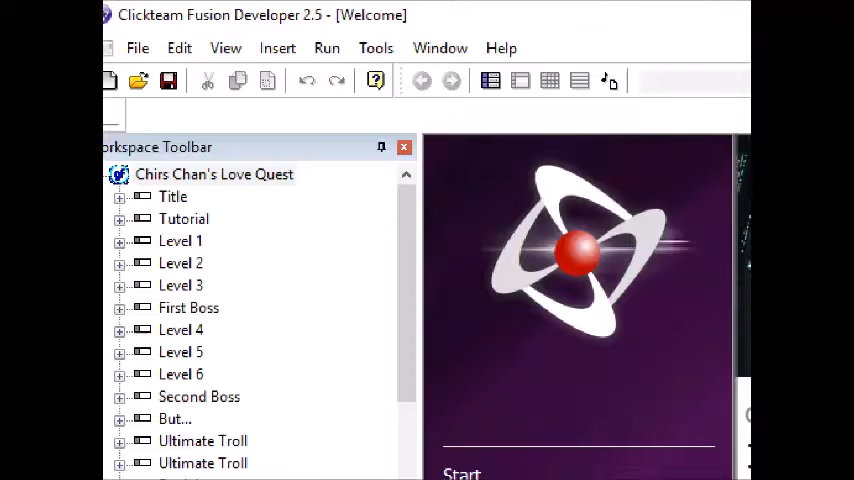 Clickteam Fusion Developer 2.5 - [Welcome]
File Edit View Insert Run Tools Window Help
orkspace Toolbar
Chirs Chan's Love Quest
Title
Tutorial
Level 1
Level 2
Level 3
First Boss
Level 4
Level 5
Level 6
Second Boss
But...
Ultimate Troll
Ultimate Troll
Start